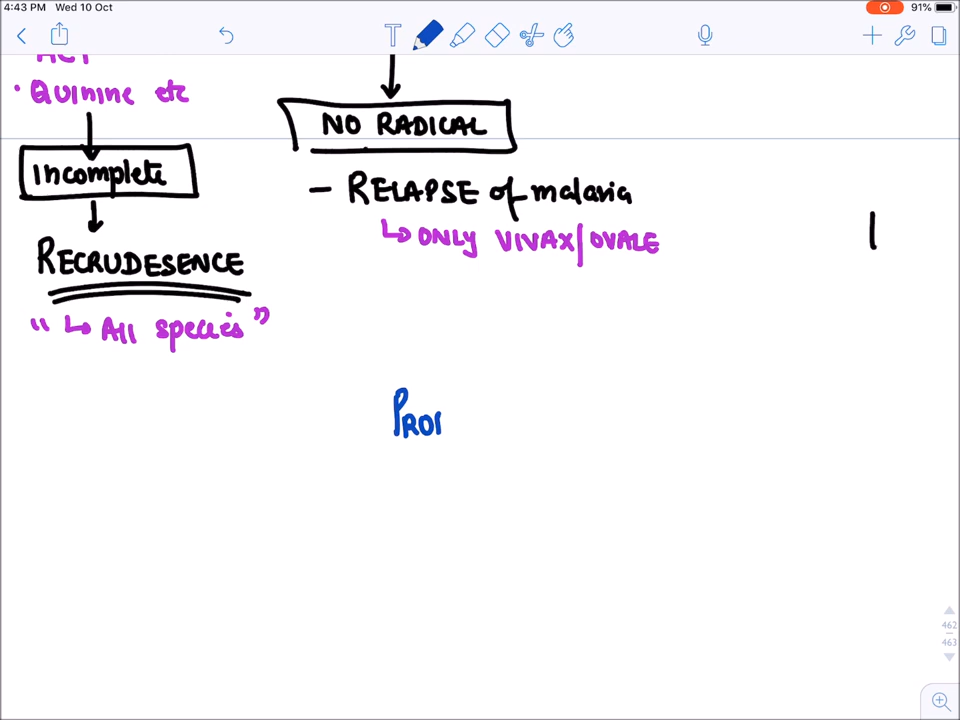 4:43 PM Wed 10 Oct
91%
T
· Quinine etc
Incomplete
RECRUDESENCE
“ ↳ All species ”
NO RADICAL
– RELAPSE of malaria
↳ ONLY VIVAX/OVALE
462
463